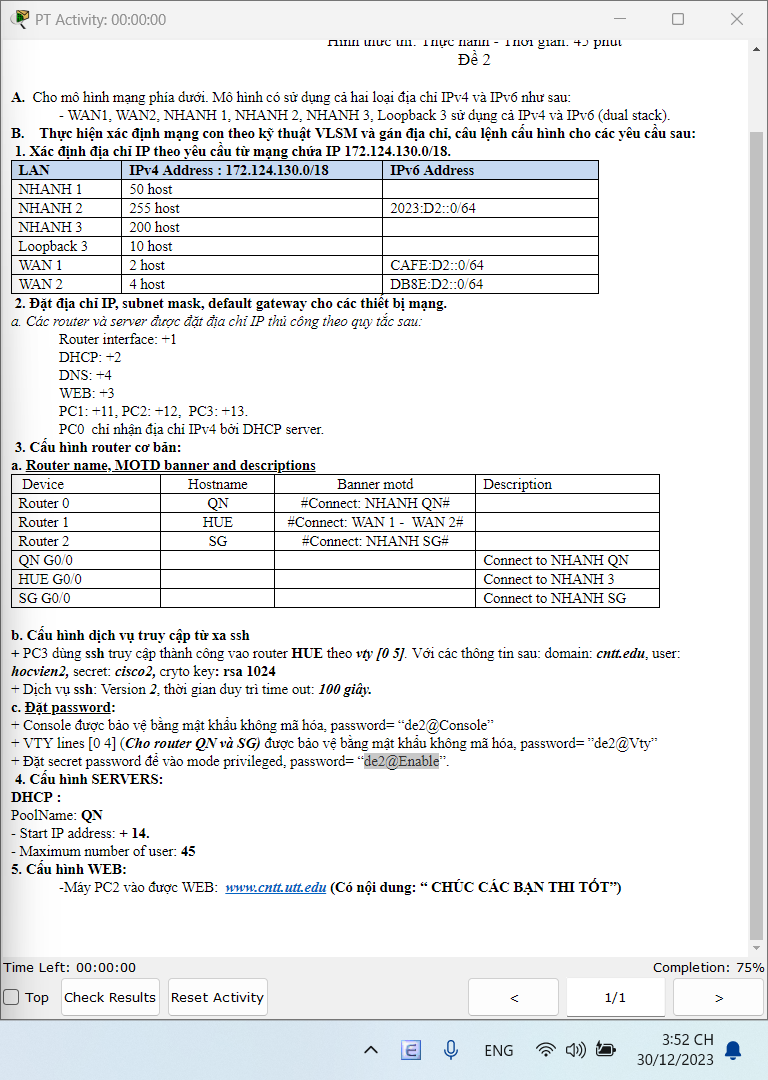 PT Activity: 00:00:00
Hình thức thi: Thực hành - Thời gian: 45 phút
Đề 2
A. Cho mô hình mạng phía dưới. Mô hình có sử dụng cả hai loại địa chỉ IPv4 và IPv6 như sau:
- WAN1, WAN2, NHANH 1, NHANH 2, NHANH 3, Loopback 3 sử dụng cả IPv4 và IPv6 (dual stack).
B. Thực hiện xác định mạng con theo kỹ thuật VLSM và gán địa chỉ, câu lệnh cấu hình cho các yêu cầu sau:
1. Xác định địa chỉ IP theo yêu cầu từ mạng chứa IP 172.124.130.0/18.
LAN IPv4 Address : 172.124.130.0/18 IPv6 Address
NHANH 1 50 host
NHANH 2 255 host 2023:D2::0/64
NHANH 3 200 host
Loopback 3 10 host
WAN 1 2 host CAFE:D2::0/64
WAN 2 4 host DB8E:D2::0/64
2. Đặt địa chỉ IP, subnet mask, default gateway cho các thiết bị mạng.
a. Các router và server được đặt địa chỉ IP thủ công theo quy tắc sau:
Router interface: +1
DHCP: +2
DNS: +4
WEB: +3
PC1: +11, PC2: +12, PC3: +13.
PC0 chỉ nhận địa chỉ IPv4 bởi DHCP server.
3. Cấu hình router cơ bản:
a. Router name, MOTD banner and descriptions
Device Hostname Banner motd Description
Router 0 QN #Connect: NHANH QN#
Router 1 HUE #Connect: WAN 1 - WAN 2#
Router 2 SG #Connect: NHANH SG#
QN G0/0 Connect to NHANH QN
HUE G0/0 Connect to NHANH 3
SG G0/0 Connect to NHANH SG
b. Cấu hình dịch vụ truy cập từ xa ssh
+ PC3 dùng ssh truy cập thành công vao router HUE theo vty [0 5]. Với các thông tin sau: domain: cntt.edu, user:
hocvien2, secret: cisco2, cryto key: rsa 1024
+ Dịch vụ ssh: Version 2, thời gian duy trì time out: 100 giây.
c. Đặt password:
+ Console được bảo vệ bằng mật khẩu không mã hóa, password= “de2@Console”
+ VTY lines [0 4] (Cho router QN và SG) được bảo vệ bằng mật khẩu không mã hóa, password= ”de2@Vty”
+ Đặt secret password để vào mode privileged, password= “de2@Enable”.
4. Cấu hình SERVERS:
DHCP :
PoolName: QN
- Start IP address: + 14.
- Maximum number of user: 45
5. Cấu hình WEB:
-Máy PC2 vào được WEB: www.cntt.utt.edu (Có nội dung: “ CHÚC CÁC BẠN THI TỐT”)
Time Left: 00:00:00 Completion: 75%
Top Check Results Reset Activity < 1/1 >
ENG 3:52 CH
30/12/2023